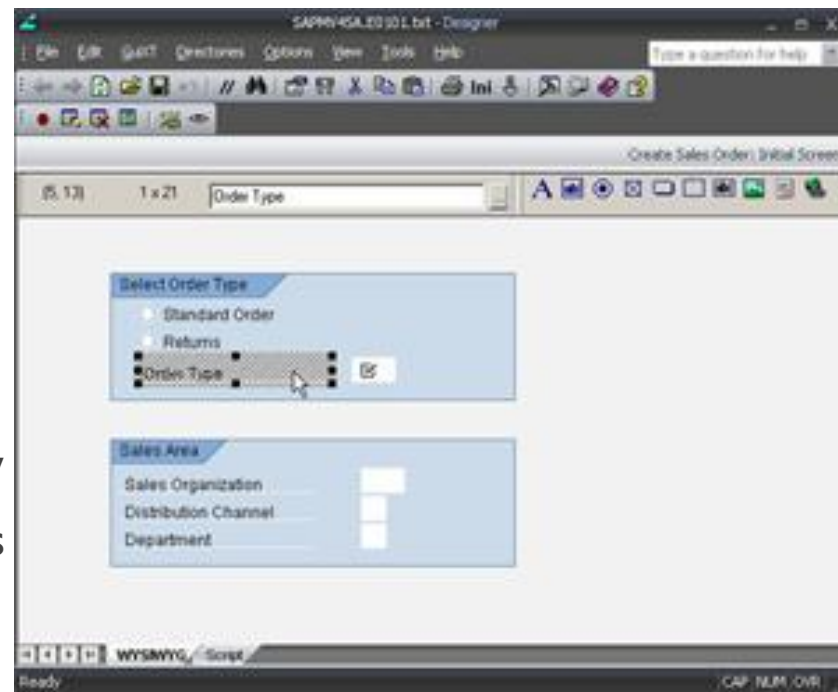 SAPMV45A.E0101.txt - Designer
File Edit GuiXT Directories Options View Tools Help
Type a question for help
Ini
Create Sales Order: Initial Screen
(5, 13) 1 x 21 Order Type
A
Select Order Type
Standard Order
Returns
Order Type
Sales Area
Sales Organization
Distribution Channel
Department
WYSIWYG Script
Ready
CAP NUM OVR